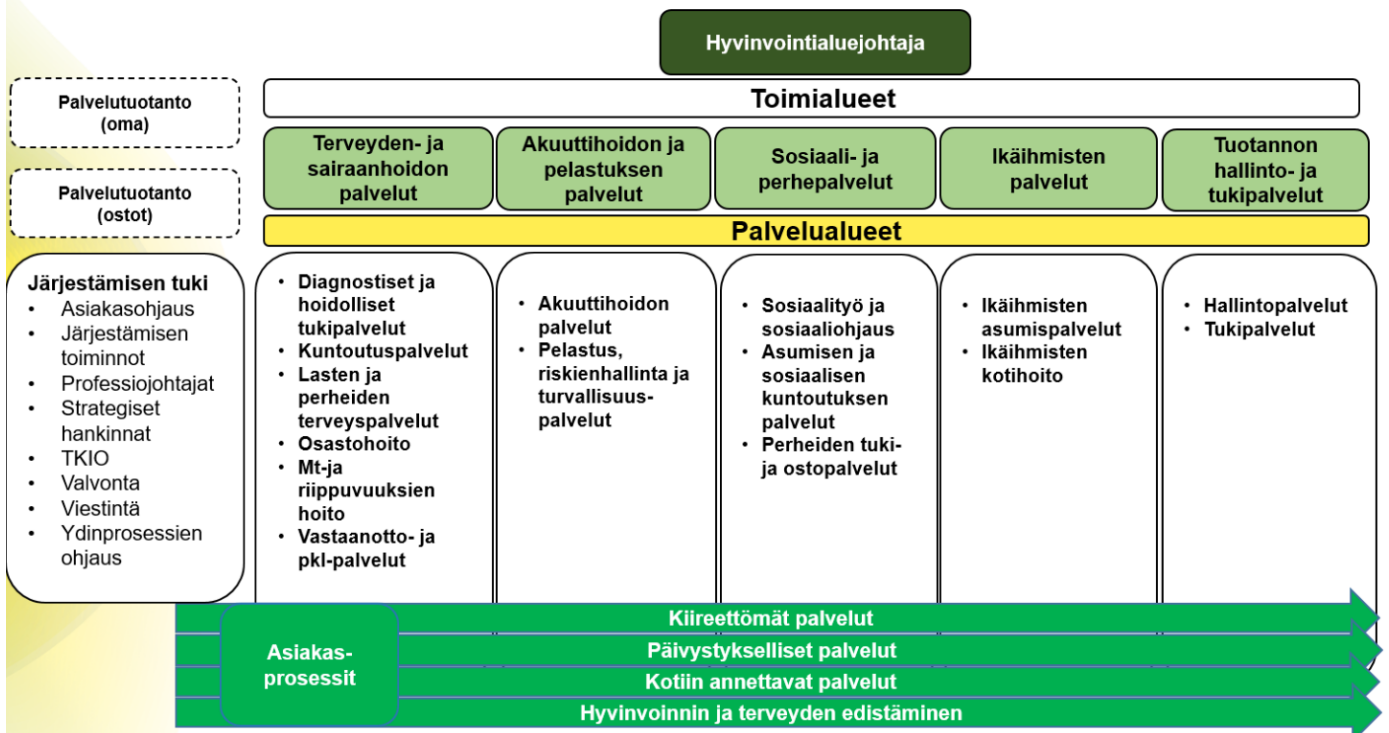 Hyvinvointialuejohtaja
Palvelutuotanto
(oma)
Palvelutuotanto
(ostot)
Toimialueet
Terveyden- ja
sairaanhoidon
palvelut
Akuuttihoidon ja
pelastuksen
palvelut
Sosiaali- ja
perhepalvelut
Ikäihmisten
palvelut
Tuotannon
hallinto- ja
tukipalvelut
Palvelualueet
Järjestämisen tuki
• Asiakasohjaus
• Järjestämisen
toiminnot
• Professiojohtajat
• Strategiset
hankinnat
• TKIO
• Valvonta
• Viestintä
• Ydinprosessien
ohjaus
• Diagnostiset ja
hoidolliset
tukipalvelut
• Kuntoutuspalvelut
• Lasten ja
perheiden
terveyspalvelut
• Osastohoito
• Mt-ja
riippuvuuksien
hoito
• Vastaanotto- ja
pkl-palvelut
• Akuuttihoidon
palvelut
• Pelastus,
riskienhallinta ja
turvallisuus-
palvelut
• Sosiaalityö ja
sosiaaliohjaus
• Asumisen ja
sosiaalisen
kuntoutuksen
palvelut
• Perheiden tuki-
ja ostopalvelut
• Ikäihmisten
asumispalvelut
• Ikäihmisten
kotihoito
• Hallintopalvelut
• Tukipalvelut
Asiakas-
prosessit
Kiireettömät palvelut
Päivystykselliset palvelut
Kotiin annettavat palvelut
Hyvinvoinnin ja terveyden edistäminen